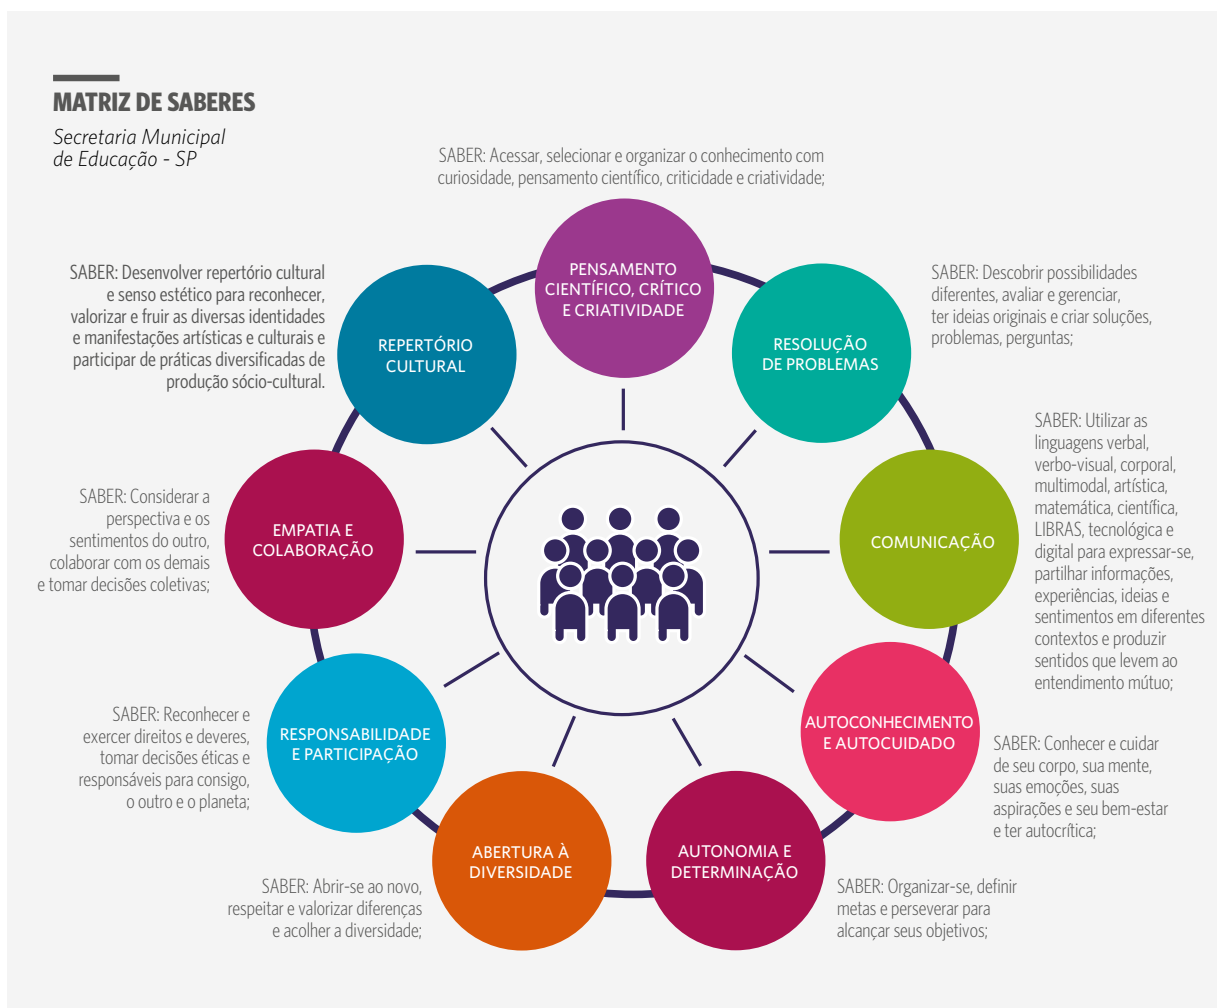 MATRIZ DE SABERES
Secretaria Municipal
de Educação - SP
SABER: Acessar, selecionar e organizar o conhecimento com
curiosidade, pensamento científico, criticidade e criatividade;
PENSAMENTO
CIENTÍFICO, CRÍTICO
E CRIATIVIDADE
SABER: Descobrir possibilidades
diferentes, avaliar e gerenciar,
ter ideias originais e criar soluções,
problemas, perguntas;
RESOLUÇÃO
DE PROBLEMAS
SABER: Utilizar as
linguagens verbal,
verbo-visual, corporal,
multimodal, artística,
matemática, científica,
LIBRAS, tecnológica e
digital para expressar-se,
partilhar informações,
experiências, ideias e
sentimentos em diferentes
contextos e produzir
sentidos que levem ao
entendimento mútuo;
COMUNICAÇÃO
AUTOCONHECIMENTO
E AUTOCUIDADO
SABER: Conhecer e cuidar
de seu corpo, sua mente,
suas emoções, suas
aspirações e seu bem-estar
e ter autocrítica;
AUTONOMIA E
DETERMINAÇÃO
SABER: Organizar-se, definir
metas e perseverar para
alcançar seus objetivos;
ABERTURA À
DIVERSIDADE
SABER: Abrir-se ao novo,
respeitar e valorizar diferenças
e acolher a diversidade;
RESPONSABILIDADE
E PARTICIPAÇÃO
SABER: Reconhecer e
exercer direitos e deveres,
tomar decisões éticas e
responsáveis para consigo,
o outro e o planeta;
EMPATIA E
COLABORAÇÃO
SABER: Considerar a
perspectiva e os
sentimentos do outro,
colaborar com os demais
e tomar decisões coletivas;
REPERTÓRIO
CULTURAL
SABER: Desenvolver repertório cultural
e senso estético para reconhecer,
valorizar e fruir as diversas identidades
e manifestações artísticas e culturais e
participar de práticas diversificadas de
produção sócio-cultural.